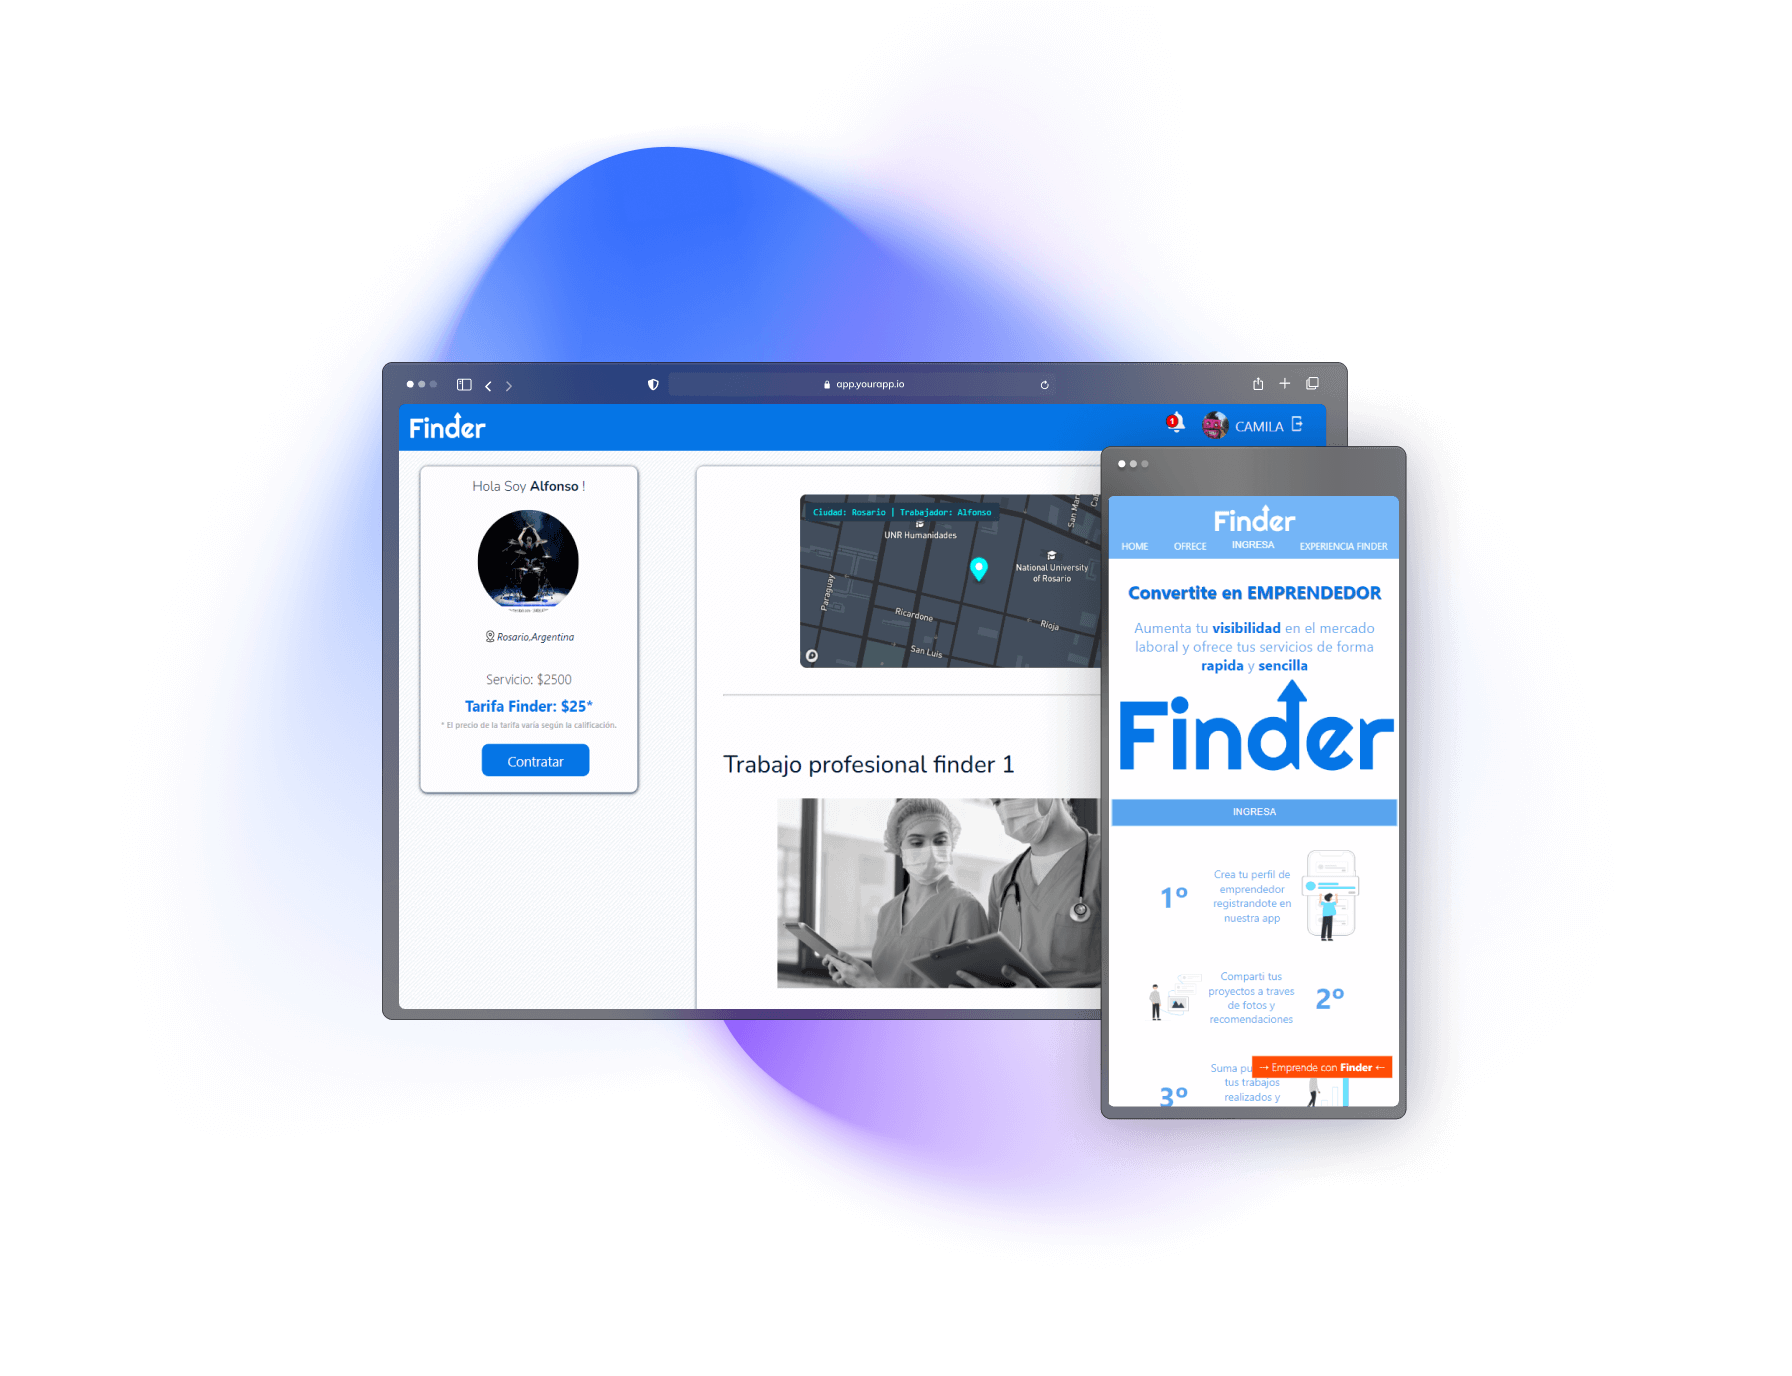 app.yourapp.io
Finder
1
CAMILA
Hola Soy Alfonso !
Rosario,Argentina
Servicio: $2500
Tarifa Finder: $25*
* El precio de la tarifa varía según la calificación.
Contratar
Ciudad: Rosario | Trabajador: Alfonso
UNR Humanidades
San Mar
National University
of Rosario
Paraguay
Ricardone
Rioja
San Luis
Trabajo profesional finder 1
Finder
HOME
OFRECE
INGRESA
EXPERIENCIA FINDER
Convertite en EMPRENDEDOR
Aumenta tu visibilidad en el mercado
laboral y ofrece tus servicios de forma
rapida y sencilla
Finder
INGRESA
1º
Crea tu perfil de
emprendedor
registrandote en
nuestra app
Comparti tus
proyectos a traves
de fotos y
recomendaciones
2º
3º
Suma pu
tus trabajos
realizados y
→ Emprende con Finder ←